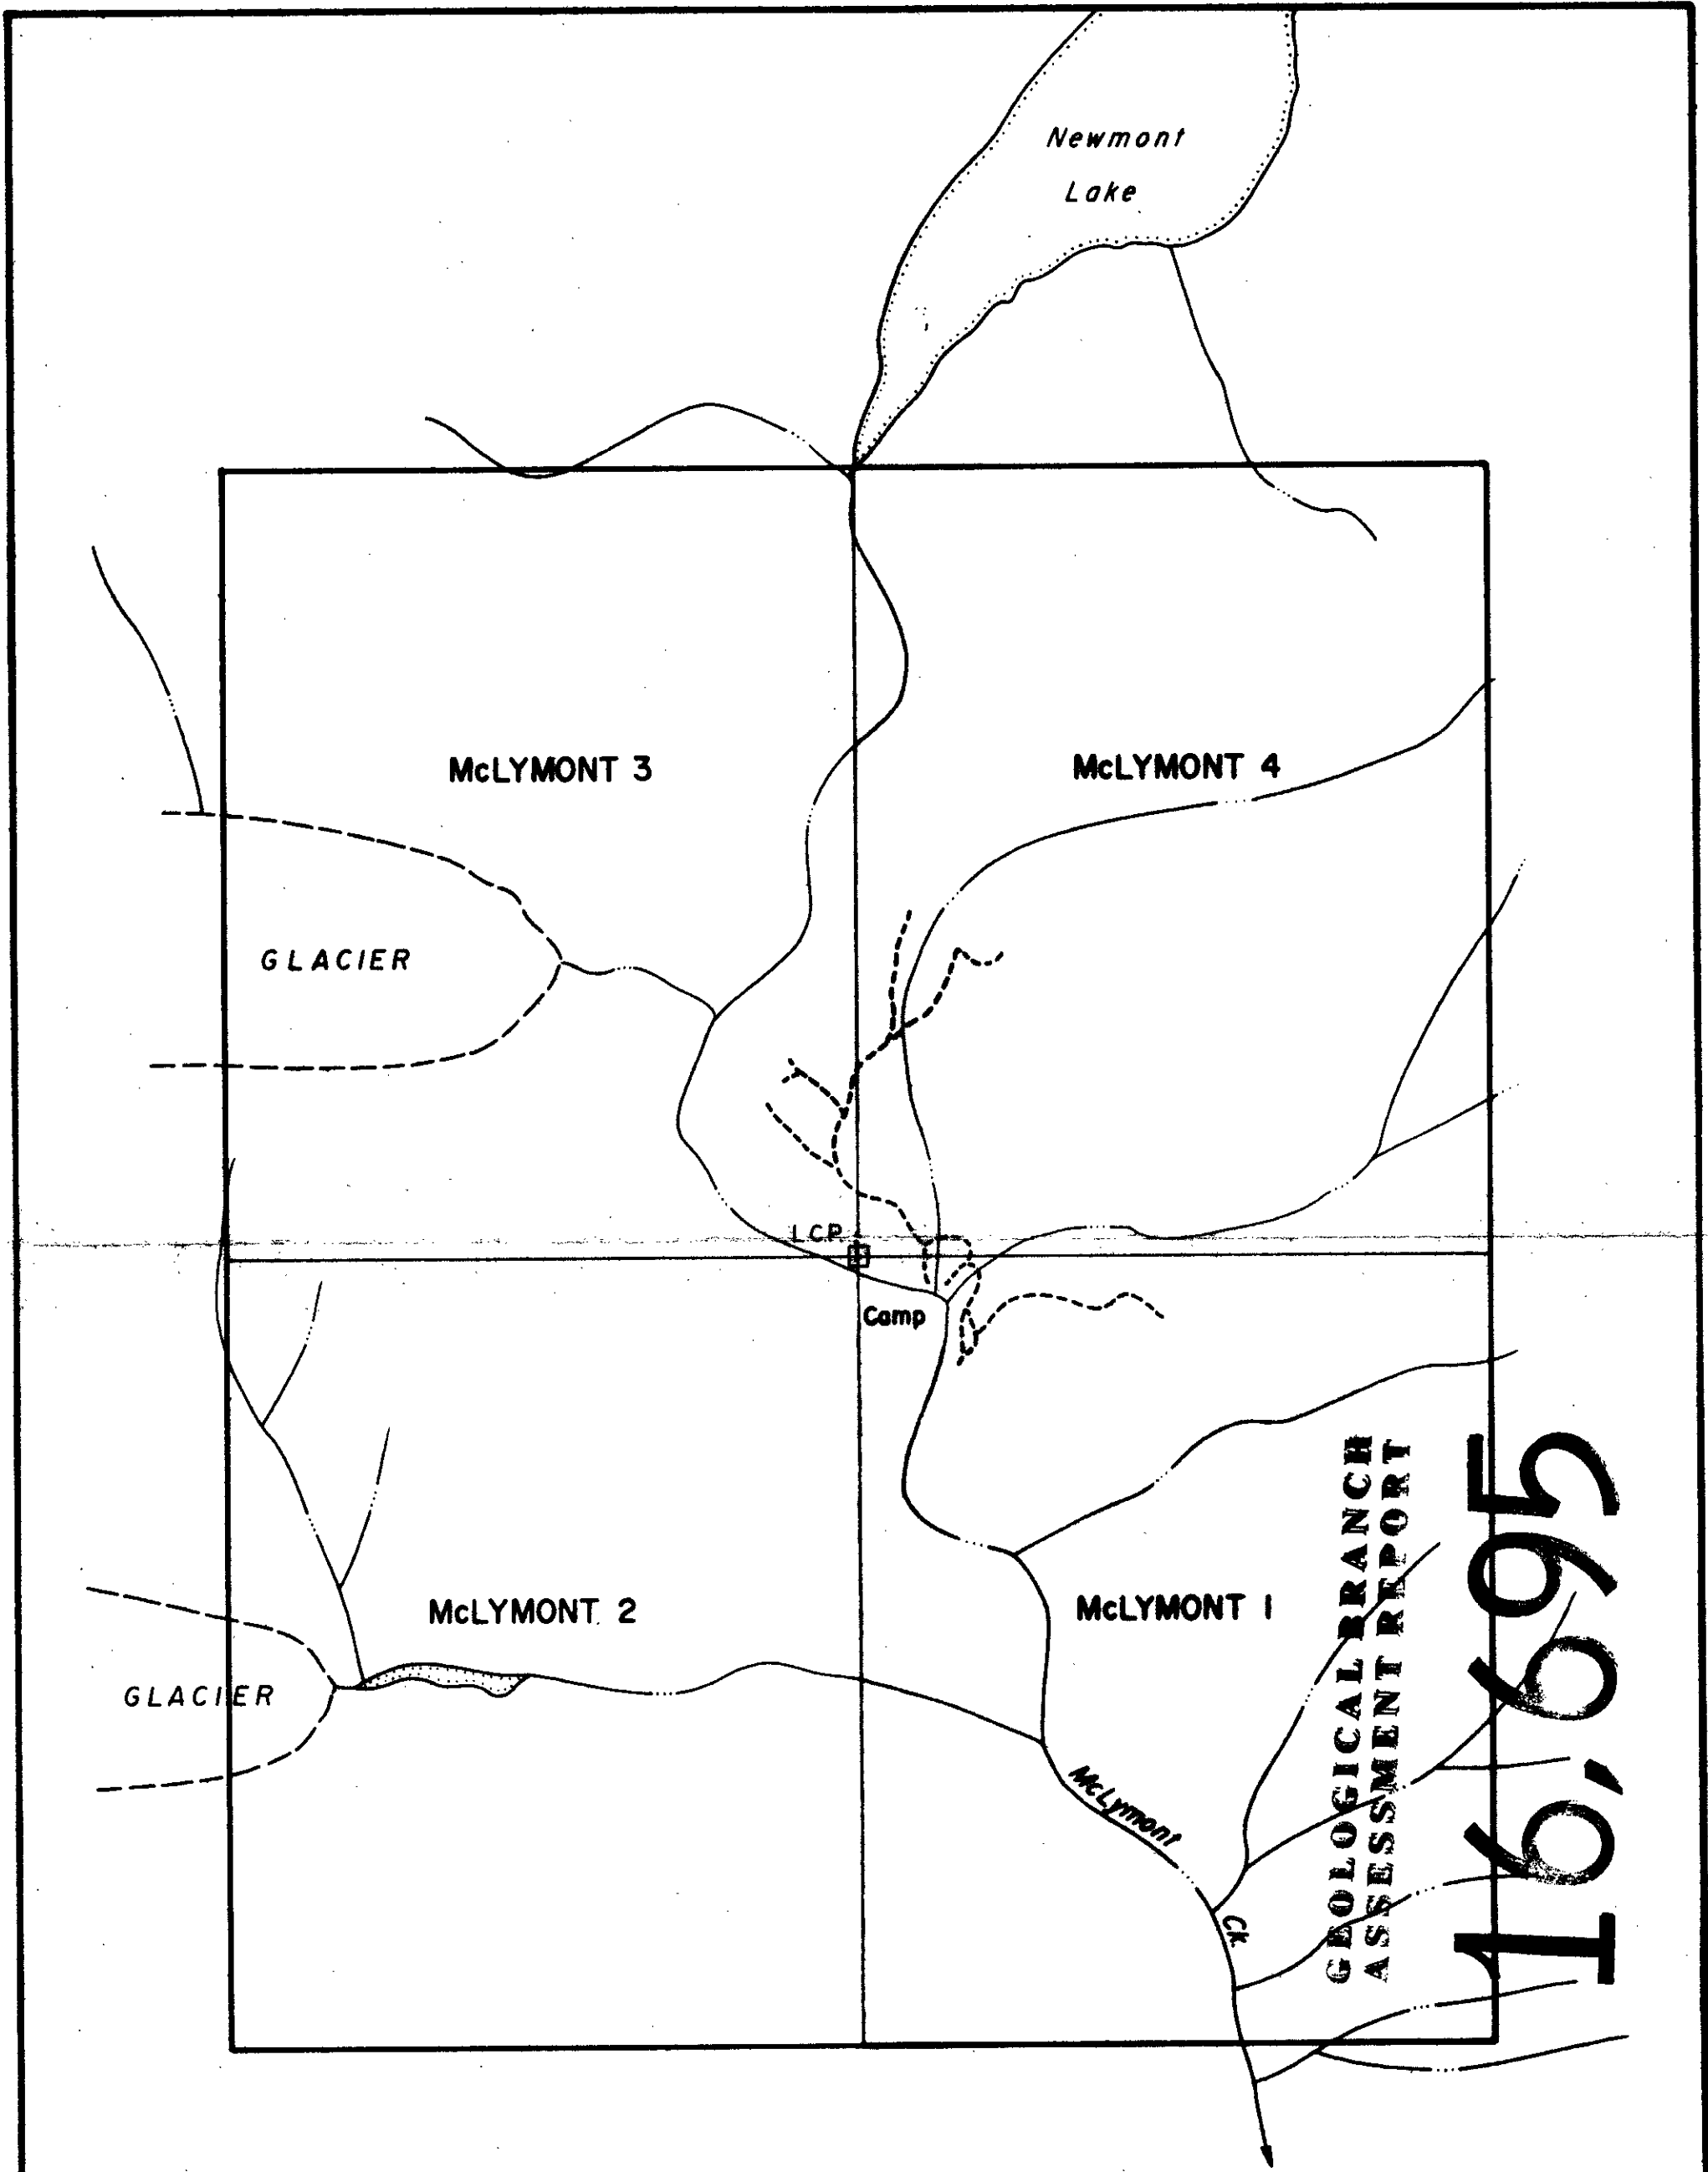 Newmont
Lake
McLYMONT 3
McLYMONT 4
GLACIER
L.C.P.
Camp
McLYMONT 2
McLYMONT 1
GLACIER
McLymont
Ck.
GEOLOGICAL BRANCH
ASSESSMENT REPORT
16,995